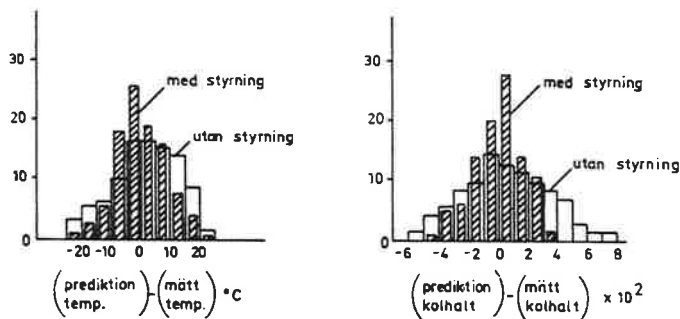 30
20
10
0
med styrning
utan styrning
-20 -10 0 10 20
(prediktion temp.) - (mätt temp.) °C
30
20
10
0
med styrning
utan styrning
-6 -4 -2 0 2 4 6 8
(prediktion kolhalt) - (mätt kolhalt) × 10²